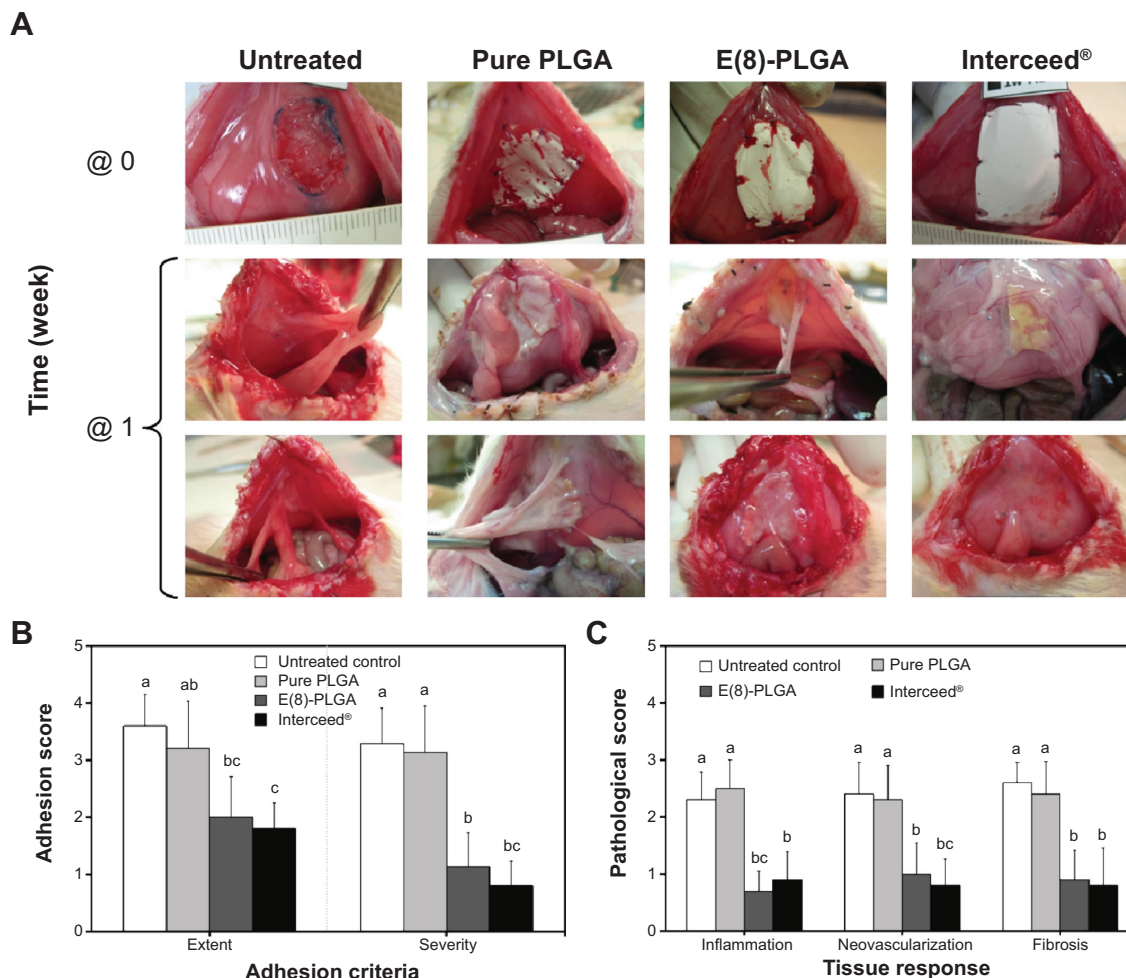 A
Untreated
Pure PLGA
E(8)-PLGA
Interceed®
Time (week)
@ 0
@ 1
B
Adhesion score
5
4
3
2
1
0
Untreated control
Pure PLGA
E(8)-PLGA
Interceed®
a
ab
bc
c
a
a
b
bc
Extent
Severity
Adhesion criteria
C
Pathological score
5
4
3
2
1
0
Untreated control
Pure PLGA
E(8)-PLGA
Interceed®
a
a
bc
b
a
a
b
bc
a
a
b
b
Inflammation
Neovascularization
Fibrosis
Tissue response